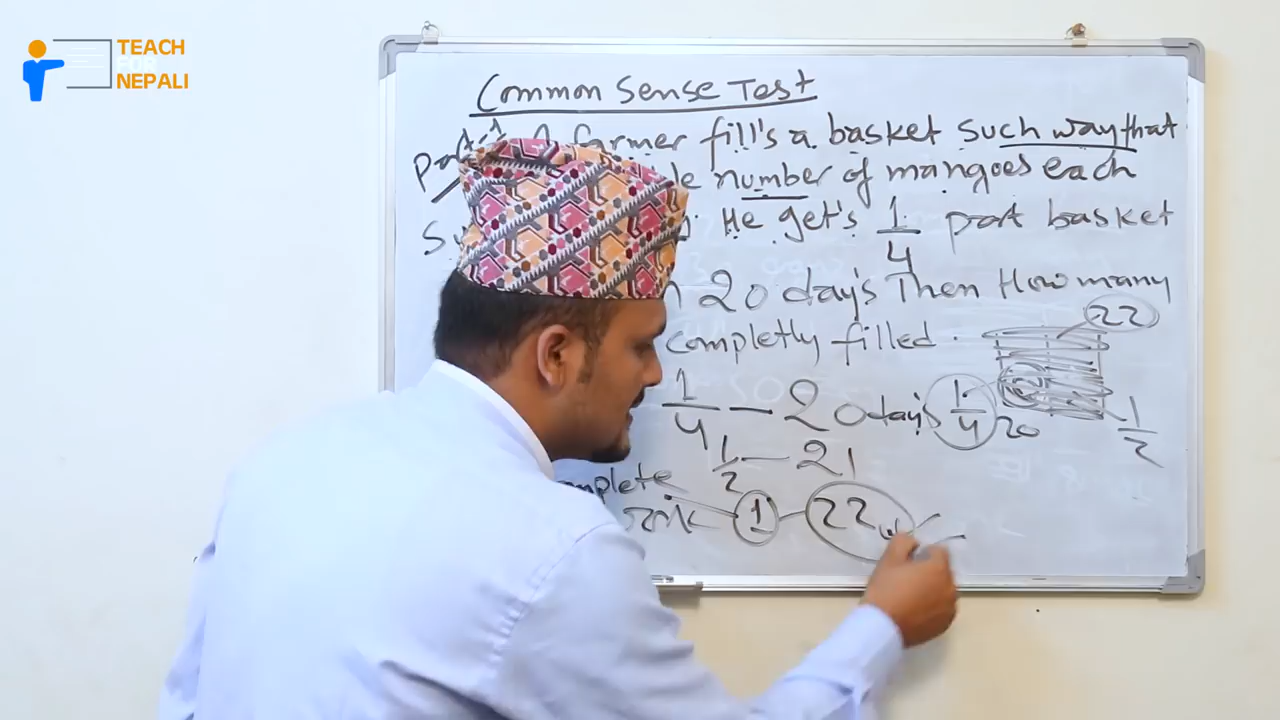 TEACH
FOR
NEPALI
Common Sense Test
A farmer fill's a basket such way that
number of mangoes each
He get's 1/4 part basket
20 day's Then How many
22
completly filled.
1/4 — 20 day's 1/4 20 1/2
1/2 — 21
1 — 22